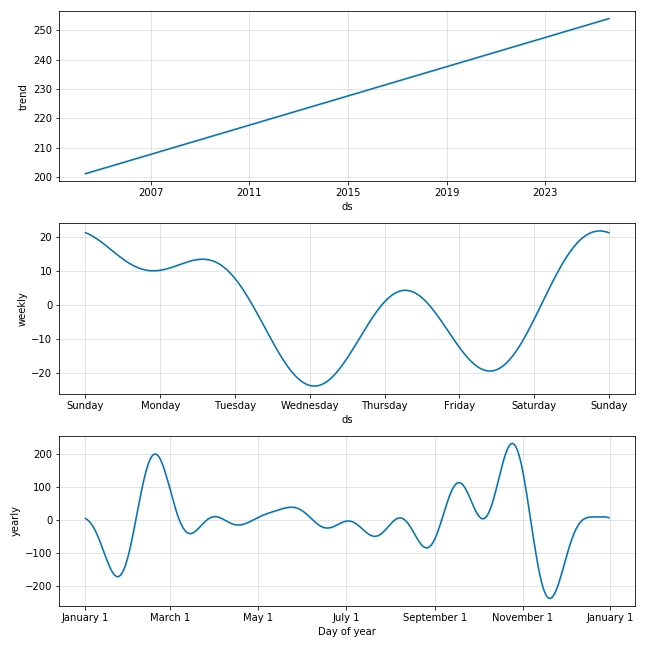 250
240
230
220
210
200
trend
2007 2011 2015 2019 2023
ds
20
10
0
−10
−20
weekly
Sunday Monday Tuesday Wednesday Thursday Friday Saturday Sunday
ds
200
100
0
−100
−200
yearly
January 1 March 1 May 1 July 1 September 1 November 1 January 1
Day of year